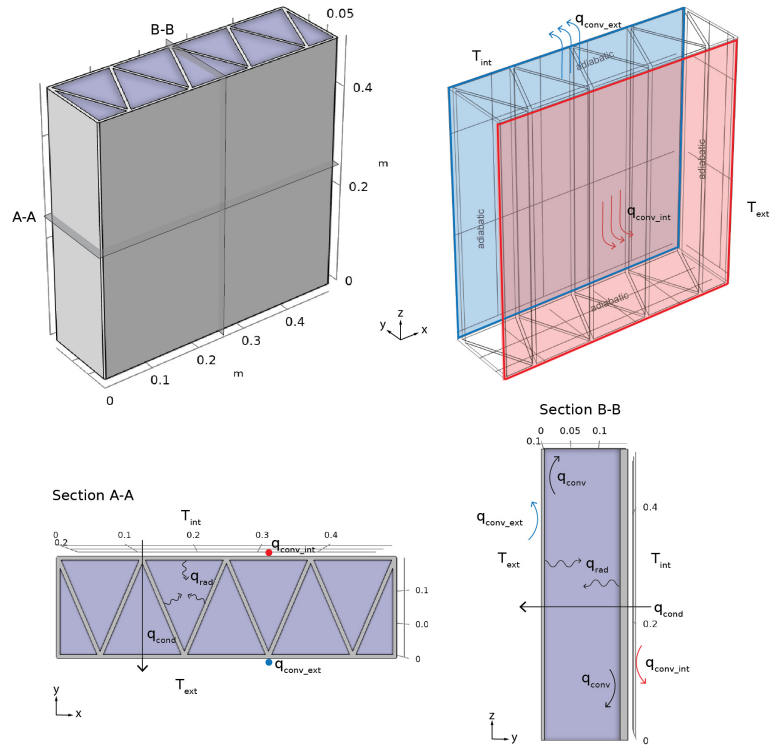 B-B
0.05
0.4
m
0.2
A-A
0
0.4
0.3
0.2
m
0.1
0
q_conv_ext
T_int
adiabatic
adiabatic
T_ext
q_conv_int
adiabatic
adiabatic
z
y
x
Section A-A
T_int
0 0.1 0.2 0.3 0.4
0.2
q_conv_int
q_rad
0.1
q_cond
0.0
0
q_conv_ext
T_ext
y
x
Section B-B
0 0.05 0.1
0.1
q_conv
0.4
q_conv_ext
T_ext
q_rad
T_int
q_cond
0.2
q_conv_int
q_conv
z
y
0